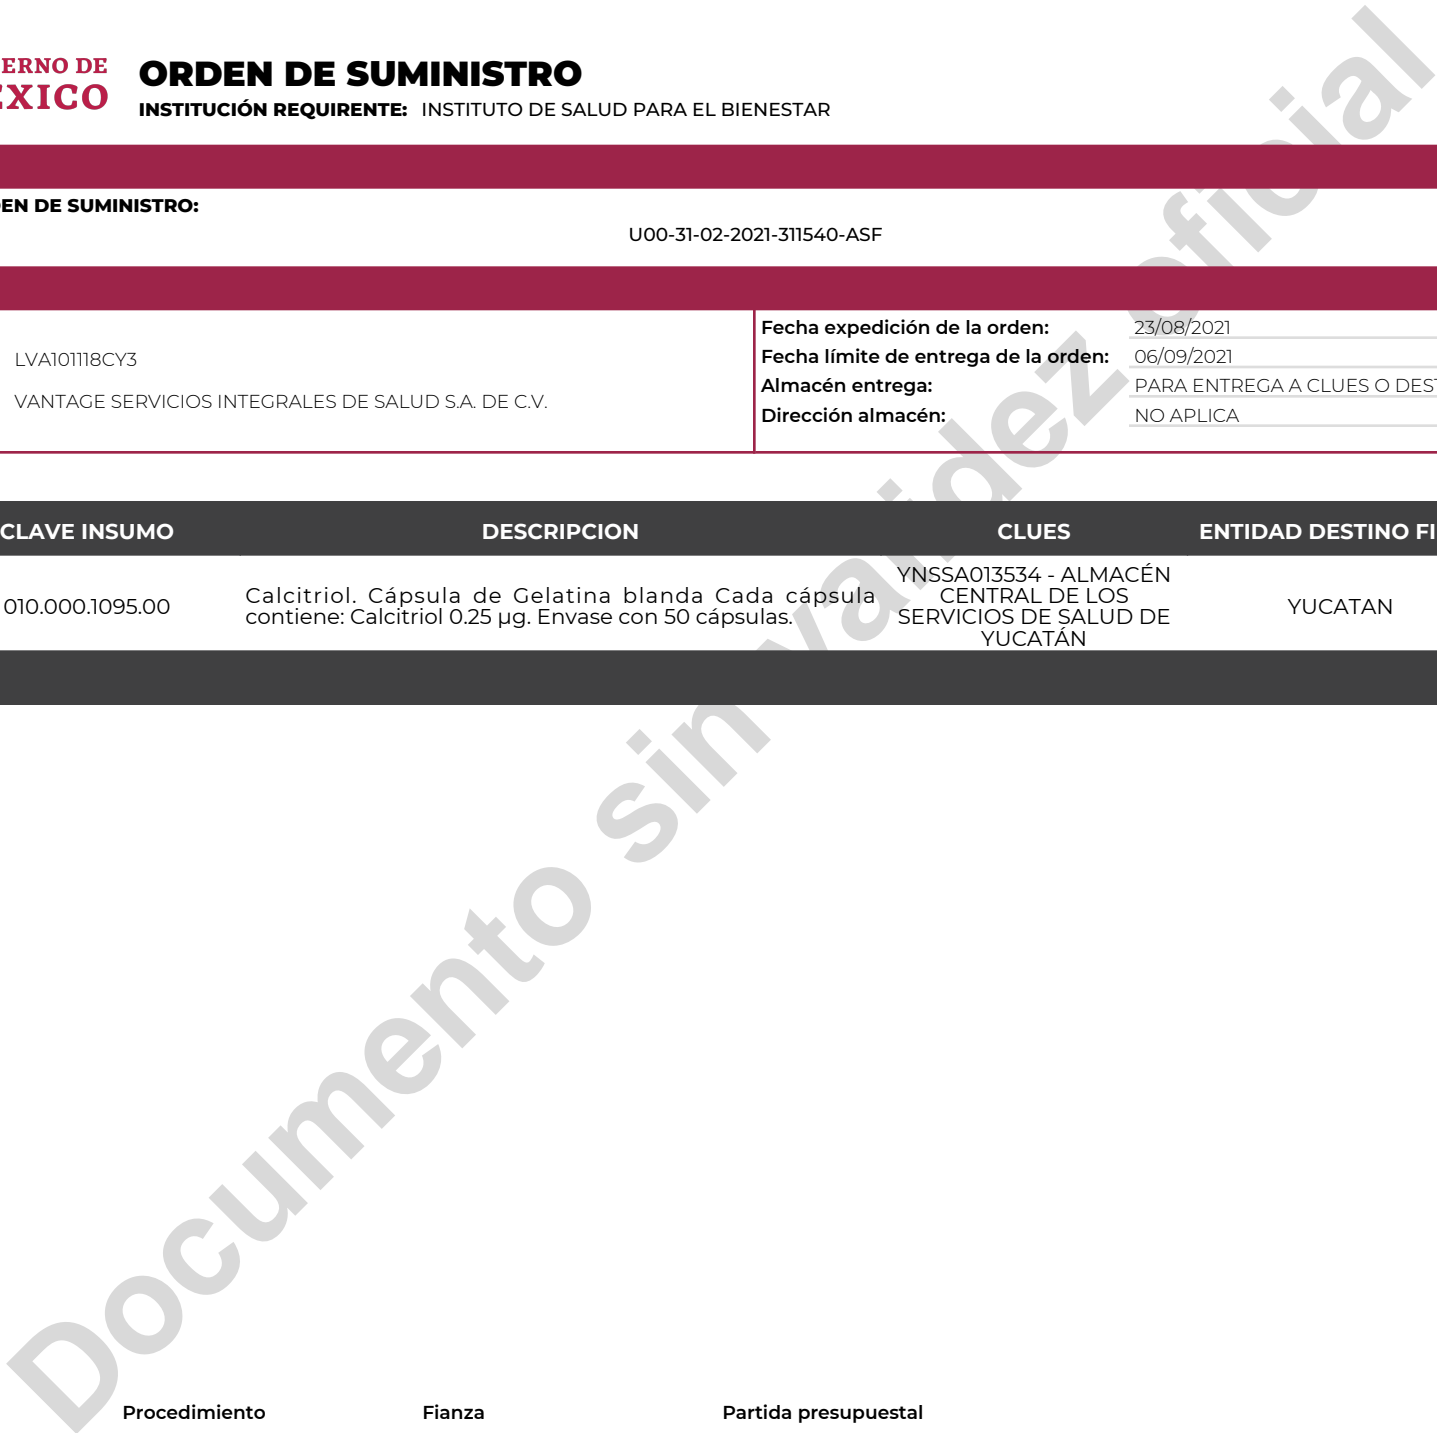 ERNO DE
ÉXICO
ORDEN DE SUMINISTRO
INSTITUCIÓN REQUIRENTE: INSTITUTO DE SALUD PARA EL BIENESTAR
EN DE SUMINISTRO:
U00-31-02-2021-311540-ASF
LVA101118CY3
VANTAGE SERVICIOS INTEGRALES DE SALUD S.A. DE C.V.
Fecha expedición de la orden: 23/08/2021
Fecha límite de entrega de la orden: 06/09/2021
Almacén entrega: PARA ENTREGA A CLUES O DEST
Dirección almacén: NO APLICA
CLAVE INSUMO DESCRIPCION CLUES ENTIDAD DESTINO FI
010.000.1095.00
Calcitriol. Cápsula de Gelatina blanda Cada cápsula
contiene: Calcitriol 0.25 µg. Envase con 50 cápsulas.
YNSSA013534 - ALMACÉN
CENTRAL DE LOS
SERVICIOS DE SALUD DE
YUCATÁN
YUCATAN
Documento sin validez oficial
Procedimiento Fianza Partida presupuestal